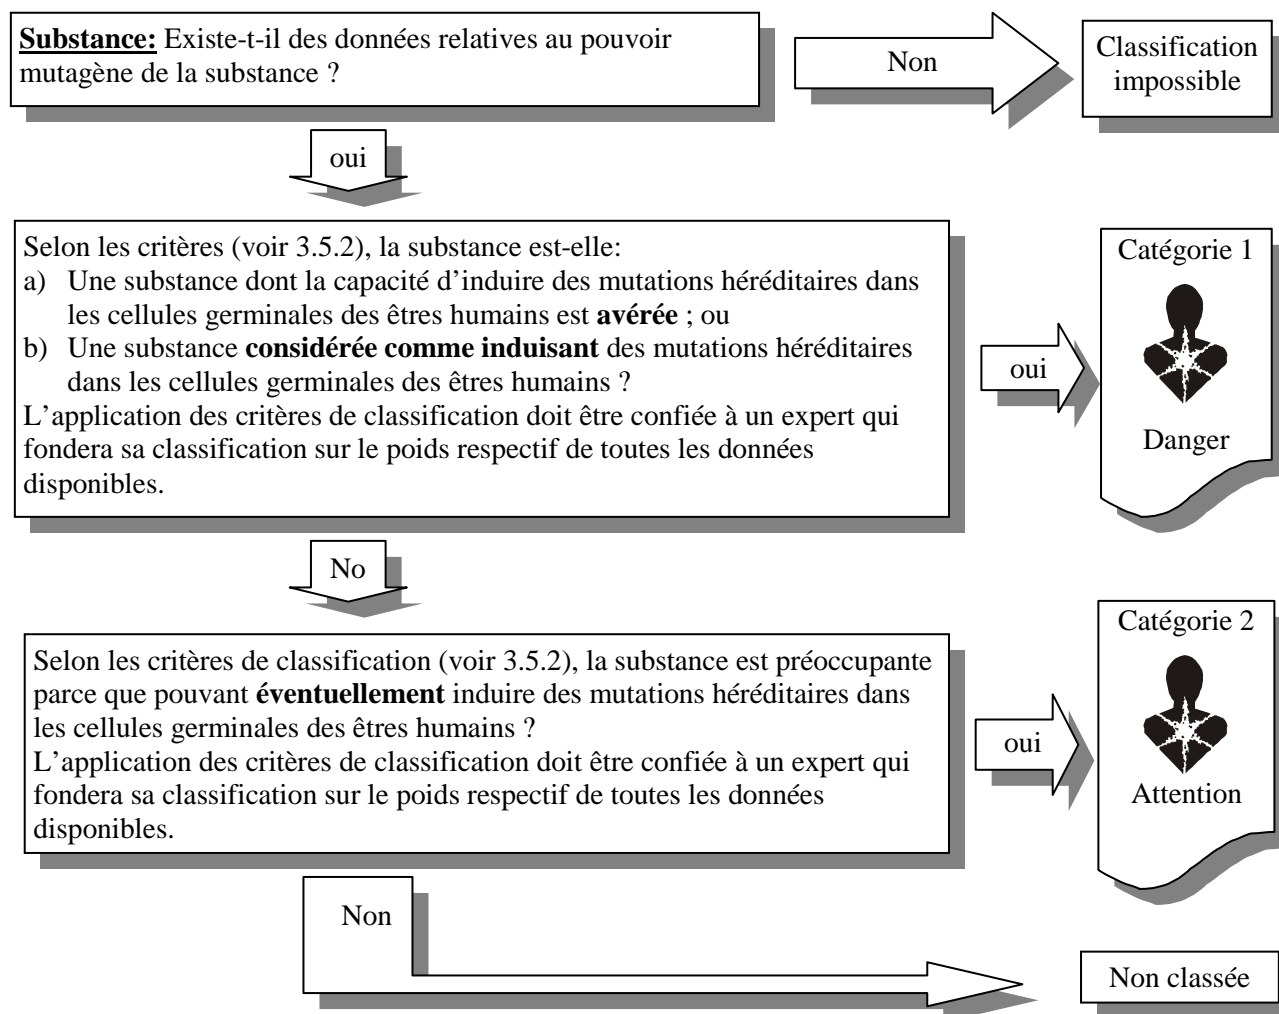 Substance: Existe-t-il des données relatives au pouvoir
mutagène de la substance ?
Non
Classification
impossible
oui
Selon les critères (voir 3.5.2), la substance est-elle:
a) Une substance dont la capacité d’induire des mutations héréditaires dans
les cellules germinales des êtres humains est avérée ; ou
b) Une substance considérée comme induisant des mutations héréditaires
dans les cellules germinales des êtres humains ?
L’application des critères de classification doit être confiée à un expert qui
fondera sa classification sur le poids respectif de toutes les données
disponibles.
oui
Catégorie 1
Danger
No
Selon les critères de classification (voir 3.5.2), la substance est préoccupante
parce que pouvant éventuellement induire des mutations héréditaires dans
les cellules germinales des êtres humains ?
L’application des critères de classification doit être confiée à un expert qui
fondera sa classification sur le poids respectif de toutes les données
disponibles.
oui
Catégorie 2
Attention
Non
Non classée